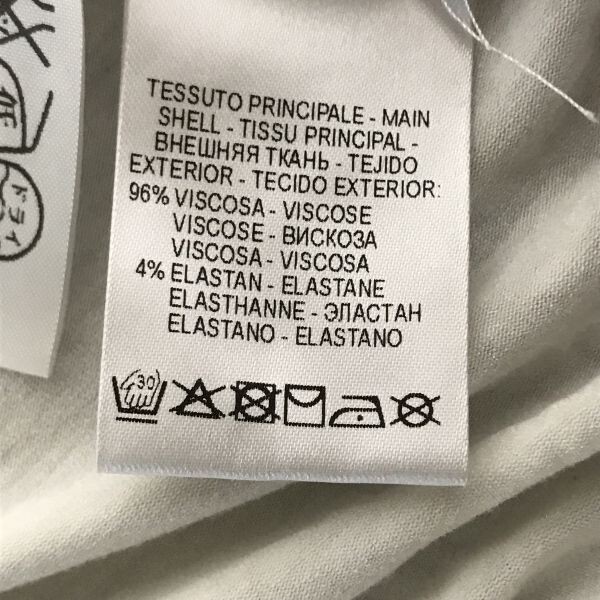 TESSUTO PRINCIPALE - MAIN
SHELL - TISSU PRINCIPAL -
ВНЕШНЯЯ ТКАНЬ - TEJIDO
EXTERIOR - TECIDO EXTERIOR:
96% VISCOSA - VISCOSE
VISCOSE - ВИСКОЗА
VISCOSA - VISCOSA
4% ELASTAN - ELASTANE
ELASTHANNE - ЭЛАСТАН
ELASTANO - ELASTANO
30